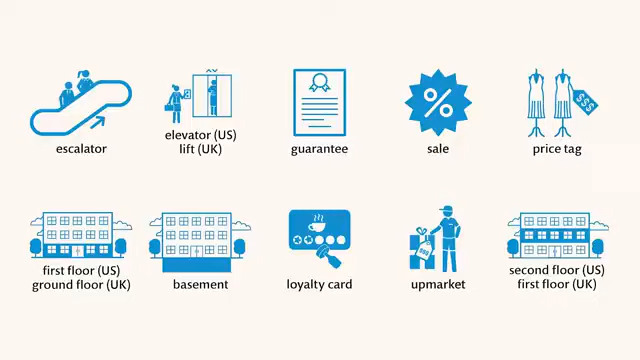 escalator
elevator (US)
lift (UK)
guarantee
%
sale
$$$
price tag
first floor (US)
ground floor (UK)
basement
loyalty card
$$$
upmarket
second floor (US)
first floor (UK)